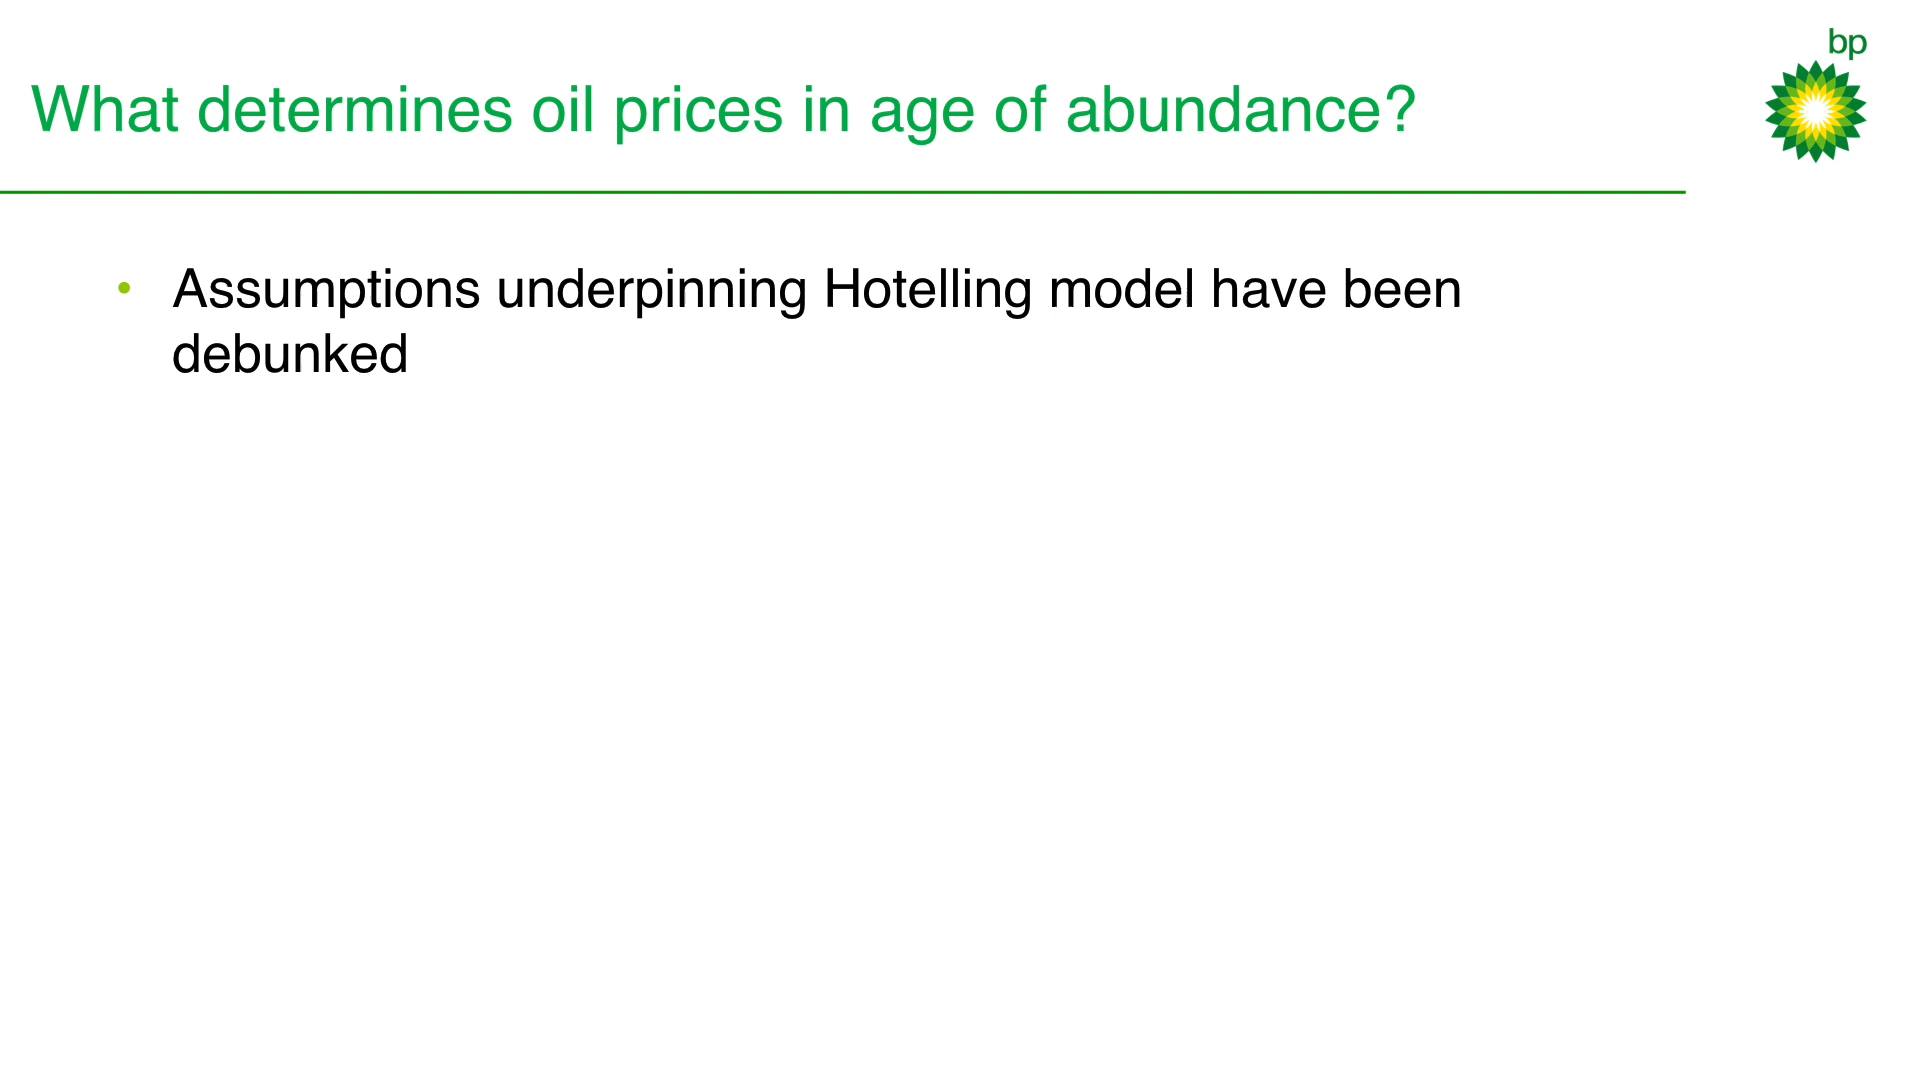 bp
What determines oil prices in age of abundance?
• Assumptions underpinning Hotelling model have been
debunked